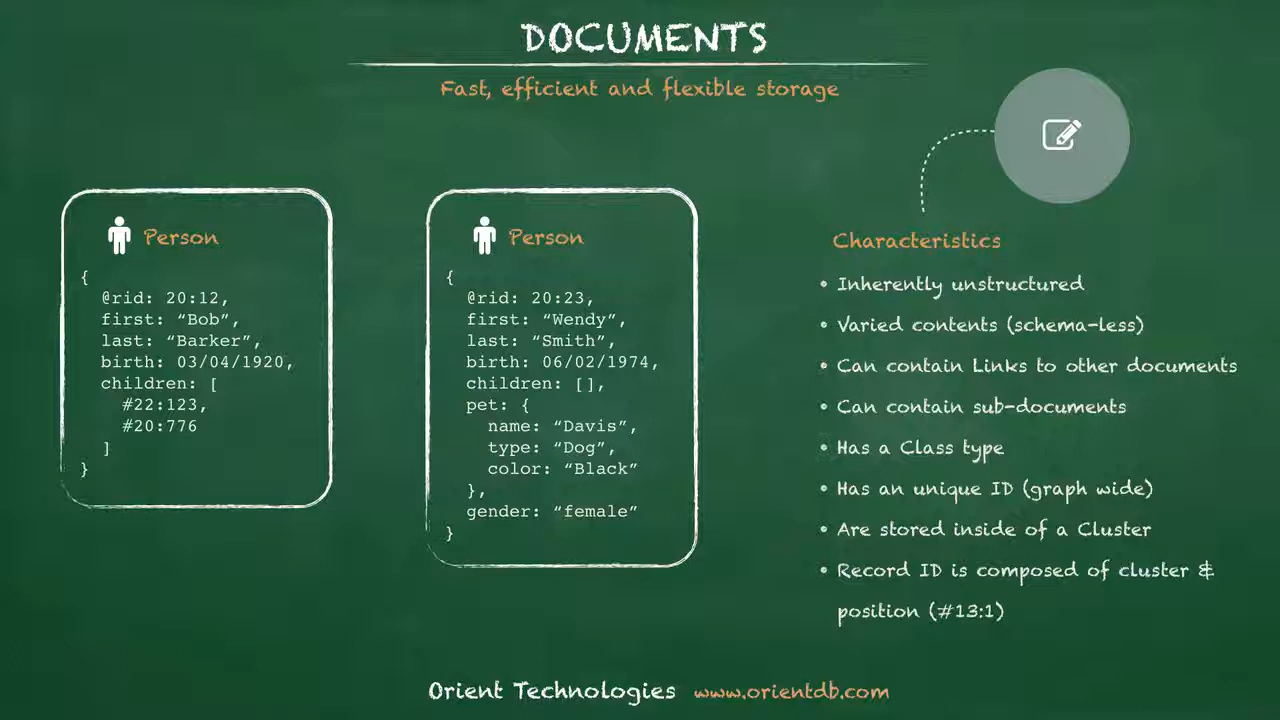 DOCUMENTS
Fast, efficient and flexible storage
Person
{
@rid: 20:12,
first: “Bob”,
last: “Barker”,
birth: 03/04/1920,
children: [
#22:123,
#20:776
]
}
Person
{
@rid: 20:23,
first: “Wendy”,
last: “Smith”,
birth: 06/02/1974,
children: [],
pet: {
name: “Davis”,
type: “Dog”,
color: “Black”
},
gender: “female”
}
Characteristics
• Inherently unstructured
• Varied contents (schema-less)
• Can contain Links to other documents
• Can contain sub-documents
• Has a Class type
• Has an unique ID (graph wide)
• Are stored inside of a Cluster
• Record ID is composed of cluster &
position (#13:1)
Orient Technologies www.orientdb.com